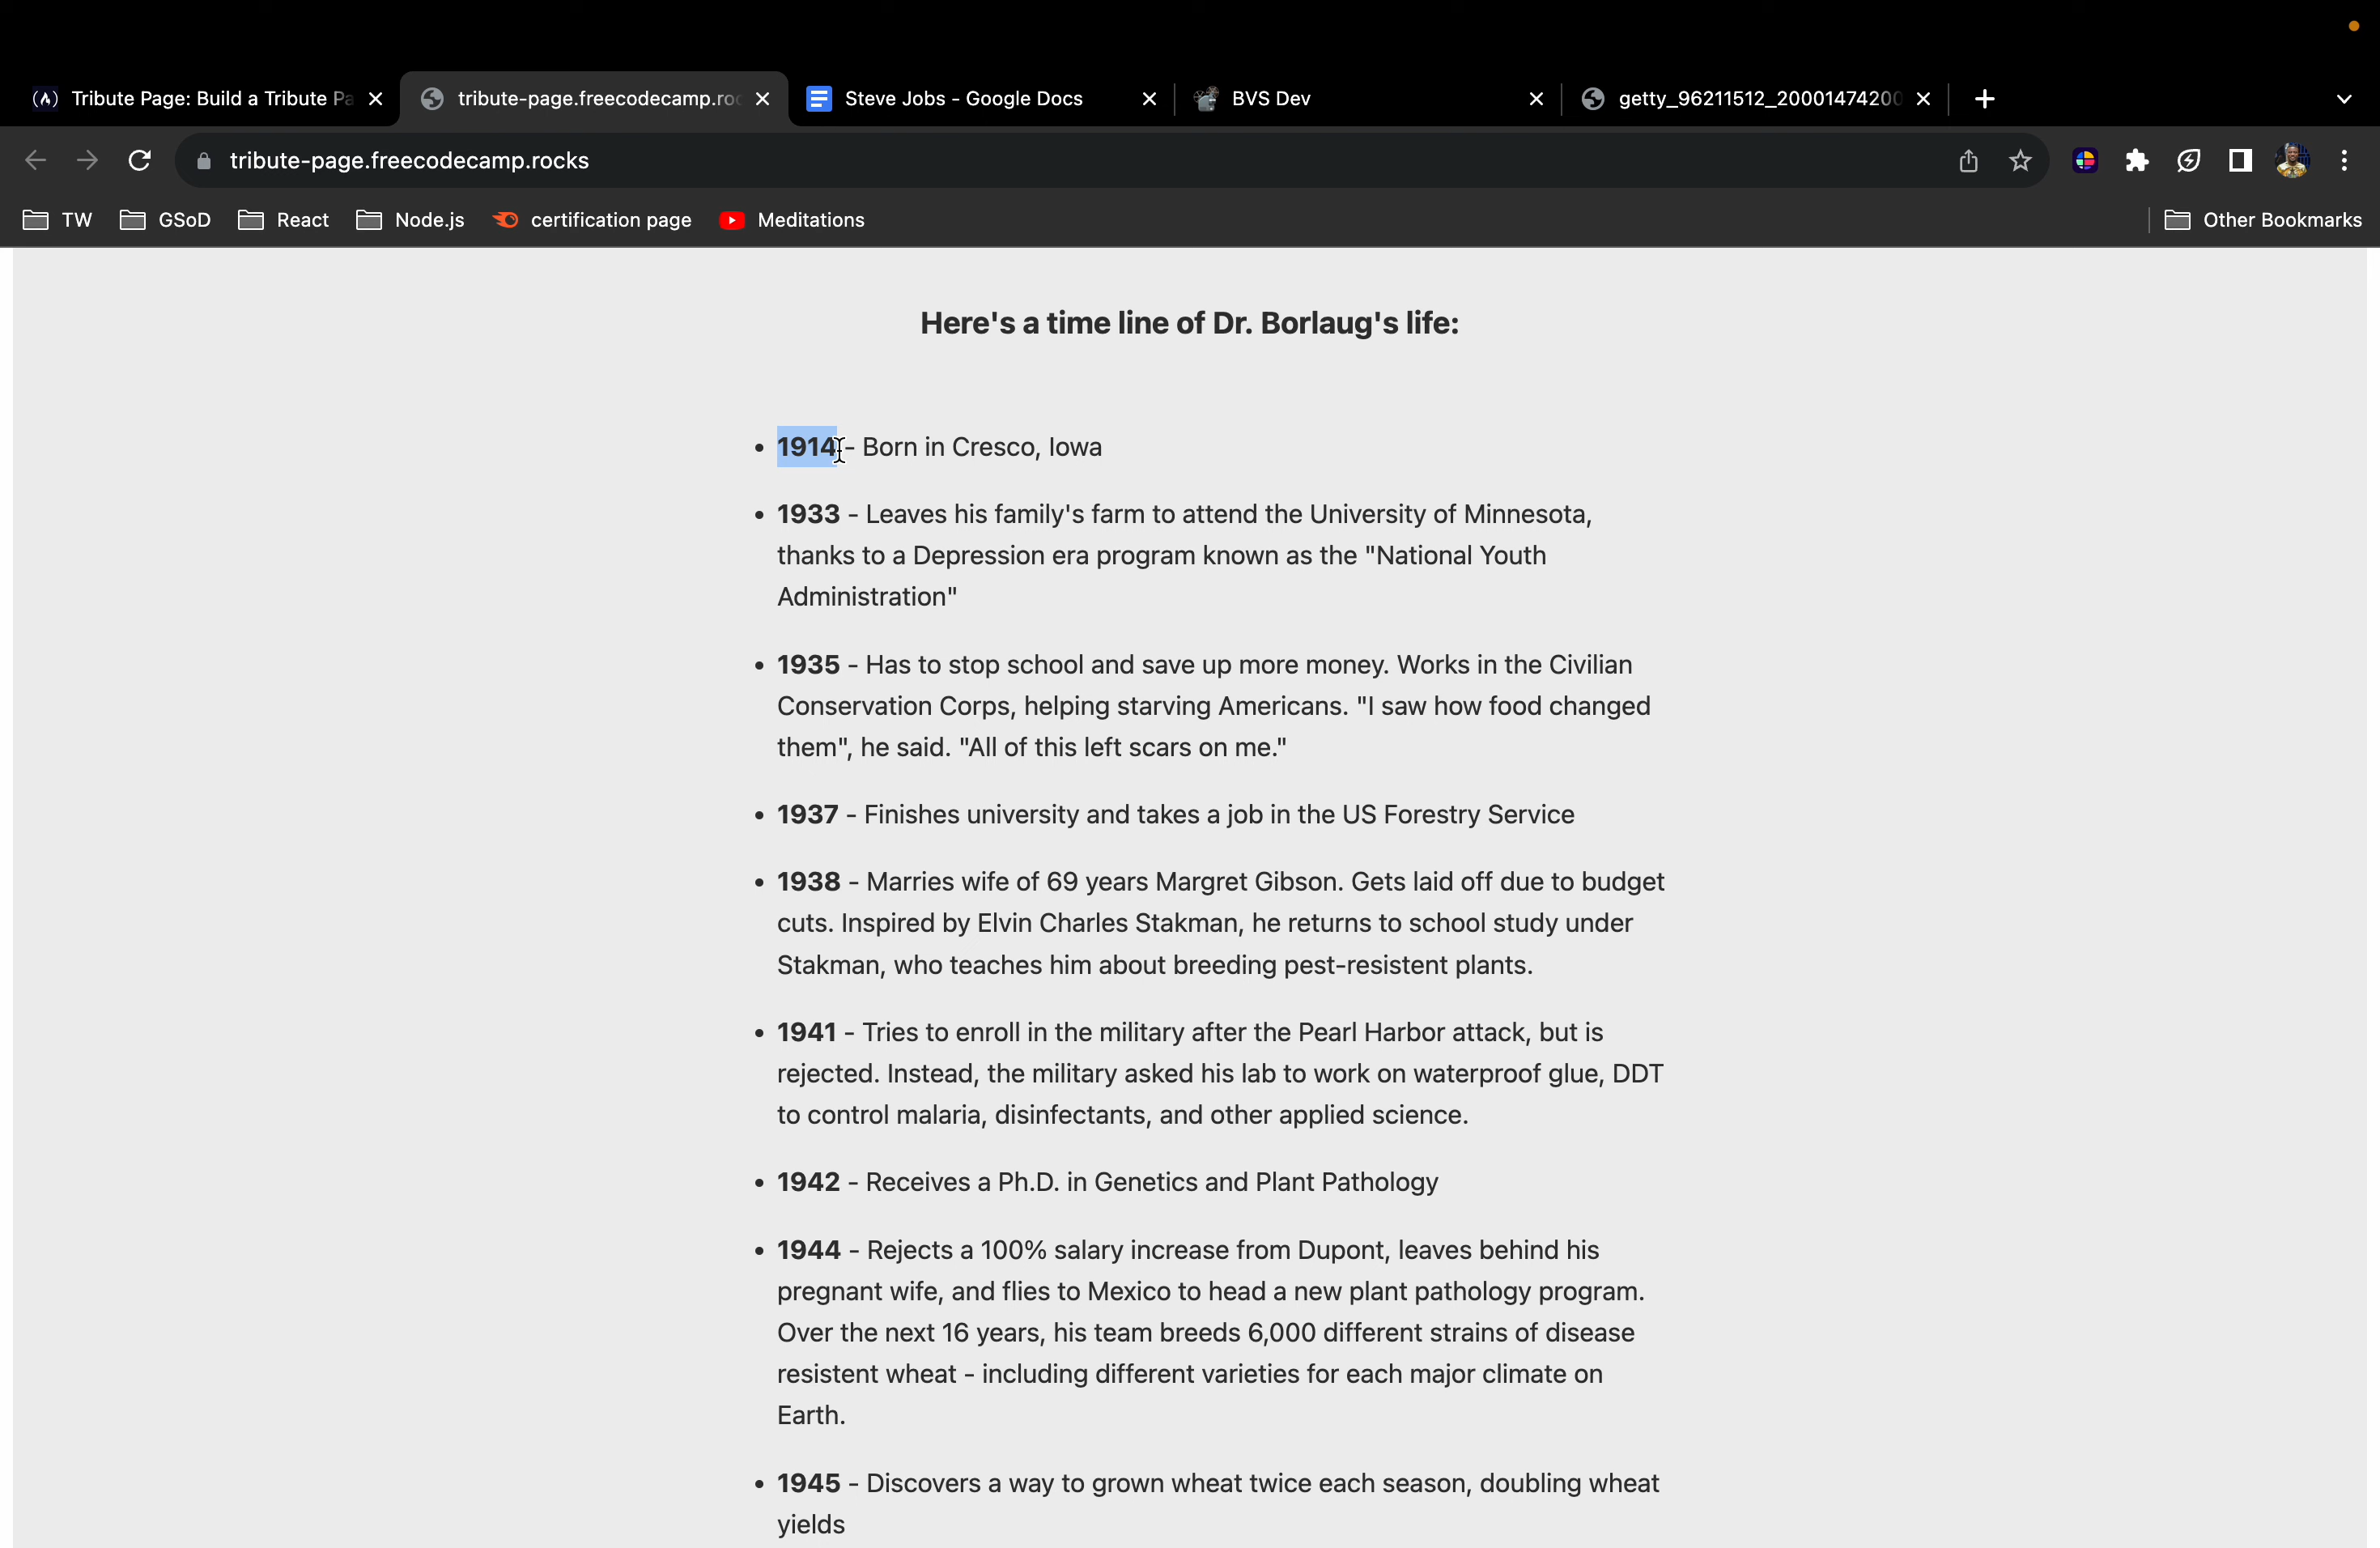 Tribute Page: Build a Tribute Pa
tribute-page.freecodecamp.roc
Steve Jobs - Google Docs
BVS Dev
getty_96211512_20001474200
tribute-page.freecodecamp.rocks
TW
GSoD
React
Node.js
certification page
Meditations
Other Bookmarks
Here's a time line of Dr. Borlaug's life:
• 1914 - Born in Cresco, Iowa
• 1933 - Leaves his family's farm to attend the University of Minnesota,
thanks to a Depression era program known as the "National Youth
Administration"
• 1935 - Has to stop school and save up more money. Works in the Civilian
Conservation Corps, helping starving Americans. "I saw how food changed
them", he said. "All of this left scars on me."
• 1937 - Finishes university and takes a job in the US Forestry Service
• 1938 - Marries wife of 69 years Margret Gibson. Gets laid off due to budget
cuts. Inspired by Elvin Charles Stakman, he returns to school study under
Stakman, who teaches him about breeding pest-resistent plants.
• 1941 - Tries to enroll in the military after the Pearl Harbor attack, but is
rejected. Instead, the military asked his lab to work on waterproof glue, DDT
to control malaria, disinfectants, and other applied science.
• 1942 - Receives a Ph.D. in Genetics and Plant Pathology
• 1944 - Rejects a 100% salary increase from Dupont, leaves behind his
pregnant wife, and flies to Mexico to head a new plant pathology program.
Over the next 16 years, his team breeds 6,000 different strains of disease
resistent wheat - including different varieties for each major climate on
Earth.
• 1945 - Discovers a way to grown wheat twice each season, doubling wheat
yields